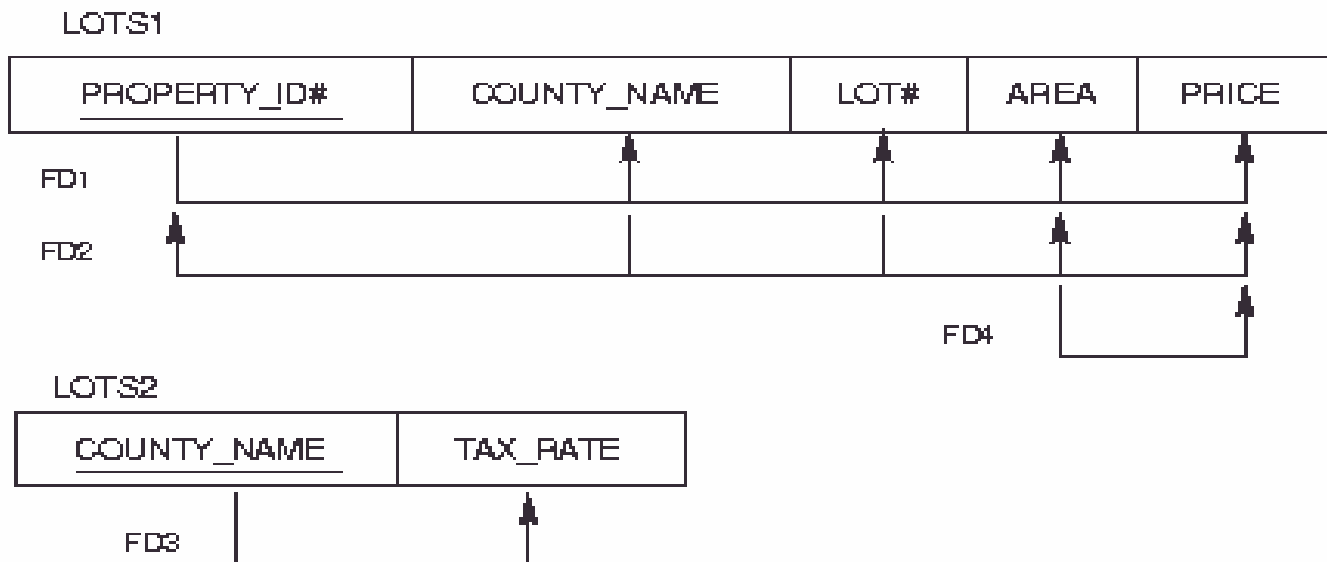 LOTS1
PROPERTY_ID# COUNTY_NAME LOT# AREA PRICE
FD1
FD2
FD4
LOTS2
COUNTY_NAME TAX_RATE
FD3